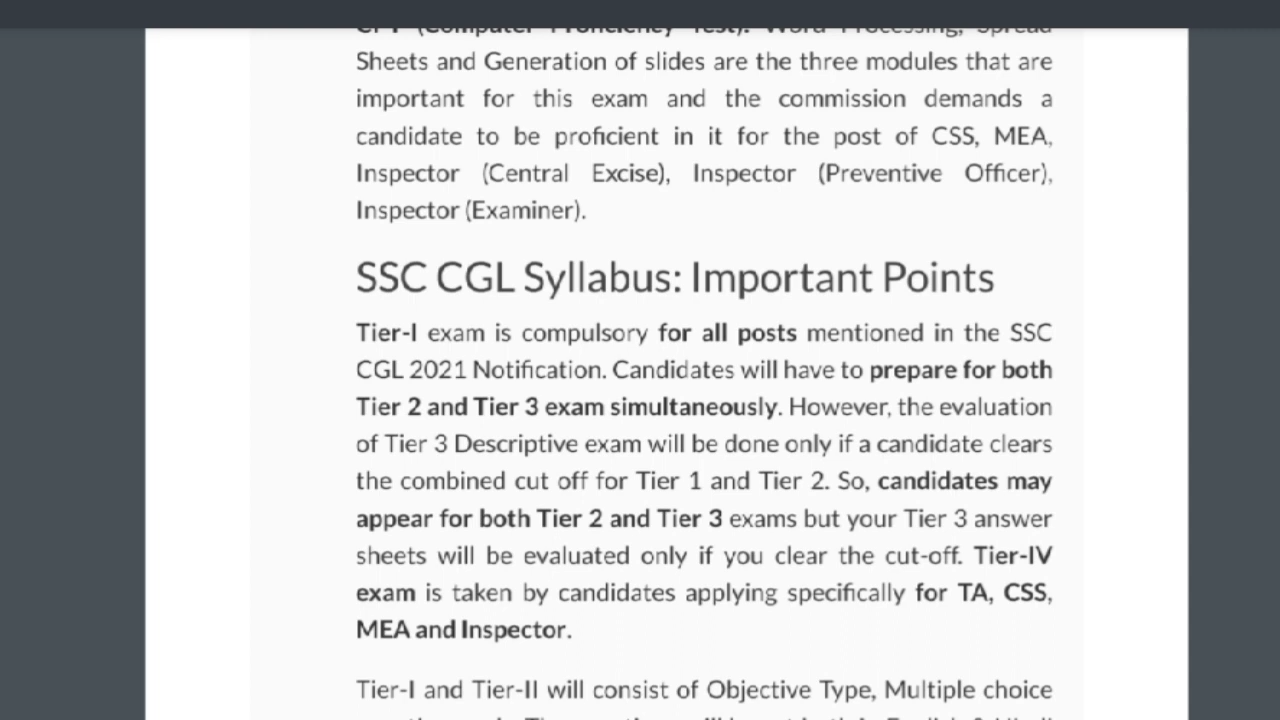 CPT (Computer Proficiency Test): Word Processing, Spread
Sheets and Generation of slides are the three modules that are
important for this exam and the commission demands a
candidate to be proficient in it for the post of CSS, MEA,
Inspector (Central Excise), Inspector (Preventive Officer),
Inspector (Examiner).
SSC CGL Syllabus: Important Points
Tier-I exam is compulsory for all posts mentioned in the SSC
CGL 2021 Notification. Candidates will have to prepare for both
Tier 2 and Tier 3 exam simultaneously. However, the evaluation
of Tier 3 Descriptive exam will be done only if a candidate clears
the combined cut off for Tier 1 and Tier 2. So, candidates may
appear for both Tier 2 and Tier 3 exams but your Tier 3 answer
sheets will be evaluated only if you clear the cut-off. Tier-IV
exam is taken by candidates applying specifically for TA, CSS,
MEA and Inspector.
Tier-I and Tier-II will consist of Objective Type, Multiple choice